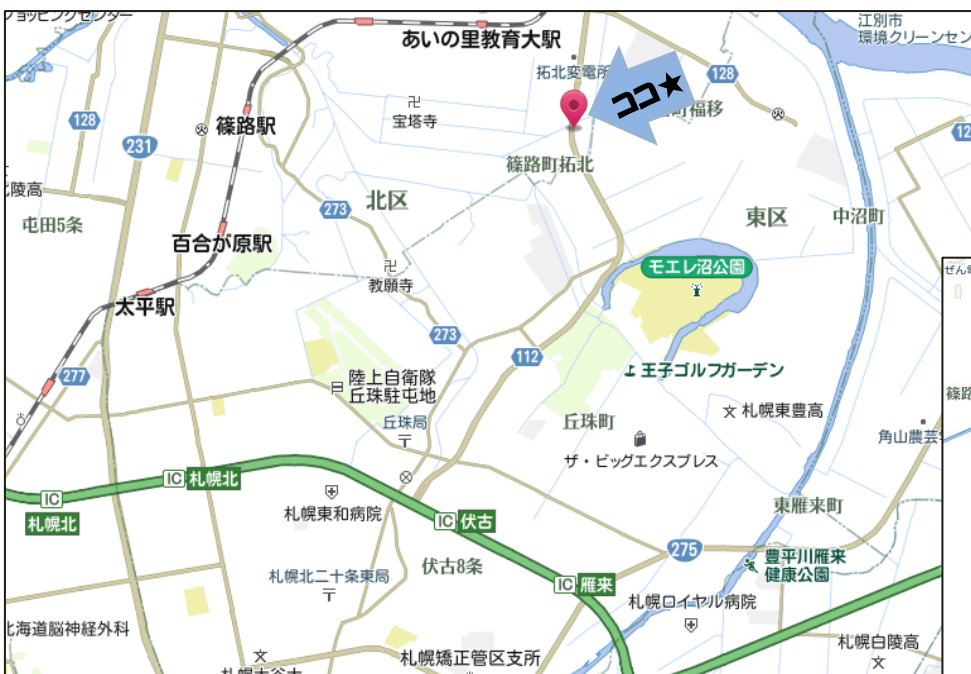 ョッピングセンター
あいの里教育大駅
江別市
環境クリーンセン
拓北変電所
128
ココ★
町福移
卍
宝塔寺
128
篠路駅
231
篠路町拓北
12
陵高
屯田5条
273
北区
東区
中沼町
百合が原駅
卍
教願寺
モエレ沼公園
ぜん
太平駅
273
112
277
王子ゴルフガーデン
陸上自衛隊
丘珠駐屯地
篠路
文 札幌東豊高
丘珠局
〒
丘珠町
角山農芸
ザ・ビッグエクスプレス
IC 札幌北
IC
札幌北
札幌東和病院
IC 伏古
東雁来町
275
豊平川雁来
健康公園
伏古8条
札幌北二十条東局
〒
IC 雁来
札幌ロイヤル病院
北海道脳神経外科
札幌白陵高
文
文
札幌矯正管区支所